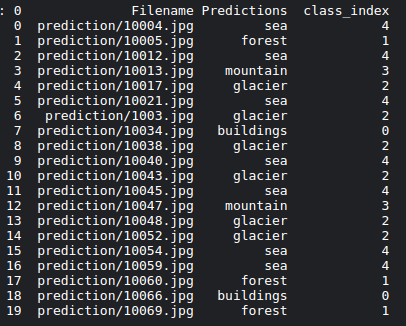 : 0 Filename Predictions class_index
0 prediction/10004.jpg sea 4
1 prediction/10005.jpg forest 1
2 prediction/10012.jpg sea 4
3 prediction/10013.jpg mountain 3
4 prediction/10017.jpg glacier 2
5 prediction/10021.jpg sea 4
6 prediction/1003.jpg glacier 2
7 prediction/10034.jpg buildings 0
8 prediction/10038.jpg glacier 2
9 prediction/10040.jpg sea 4
10 prediction/10043.jpg glacier 2
11 prediction/10045.jpg sea 4
12 prediction/10047.jpg mountain 3
13 prediction/10048.jpg glacier 2
14 prediction/10052.jpg glacier 2
15 prediction/10054.jpg sea 4
16 prediction/10059.jpg sea 4
17 prediction/10060.jpg forest 1
18 prediction/10066.jpg buildings 0
19 prediction/10069.jpg forest 1